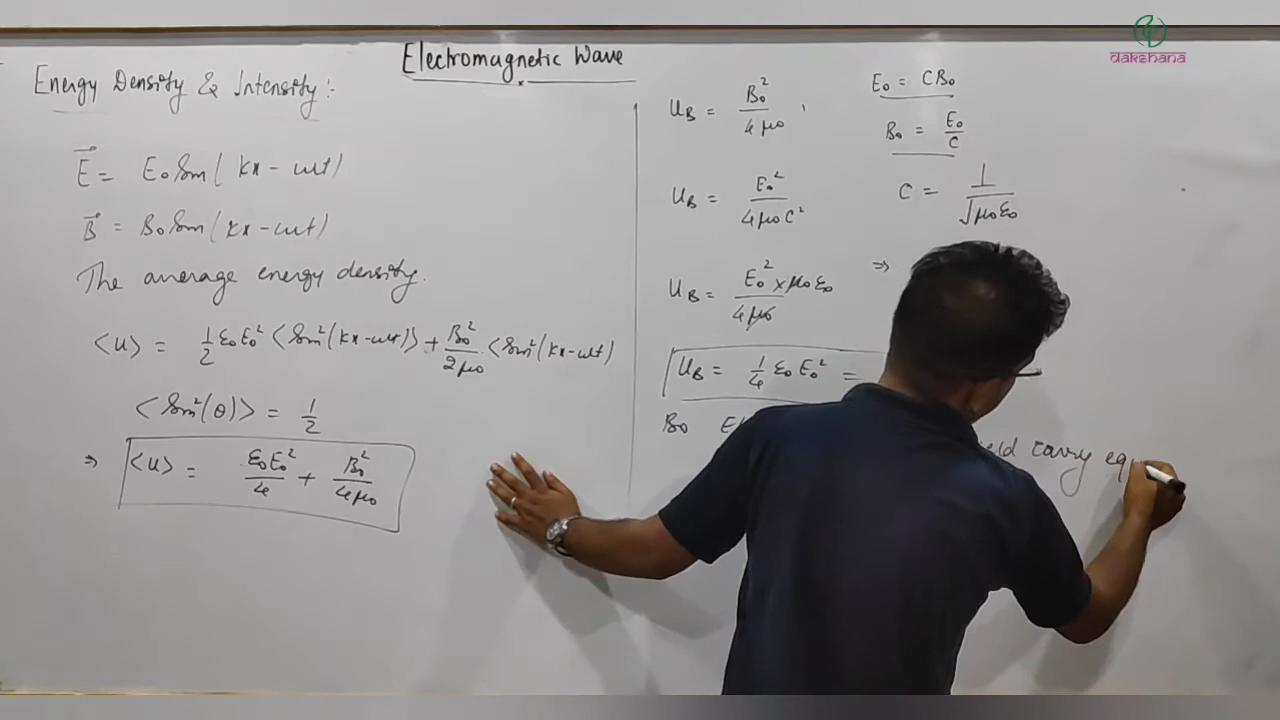 dakshana
Electromagnetic Wave
Energy Density & Intensity :-
E⃗ = E₀ Sin( kx - ωt)
B⃗ = B₀ Sin( kx - ωt)
The average energy density.
<u> = 1/2 ε₀E₀² <Sin²(kx-ωt)> + B₀²/2μ₀ . <Sin²(kx-ωt)
<Sin²(θ)> = 1/2
⇒ <u> = ε₀E₀²/4 + B₀²/4μ₀
U_B = B₀²/4μ₀ ,
E₀ = CB₀
B₀ = E₀/C
U_B = E₀²/4μ₀C²
C = 1/√μ₀ε₀
U_B = E₀² × μ₀ε₀/4μ₀
⇒
U_B = 1/4 ε₀ E₀² =
carry eq